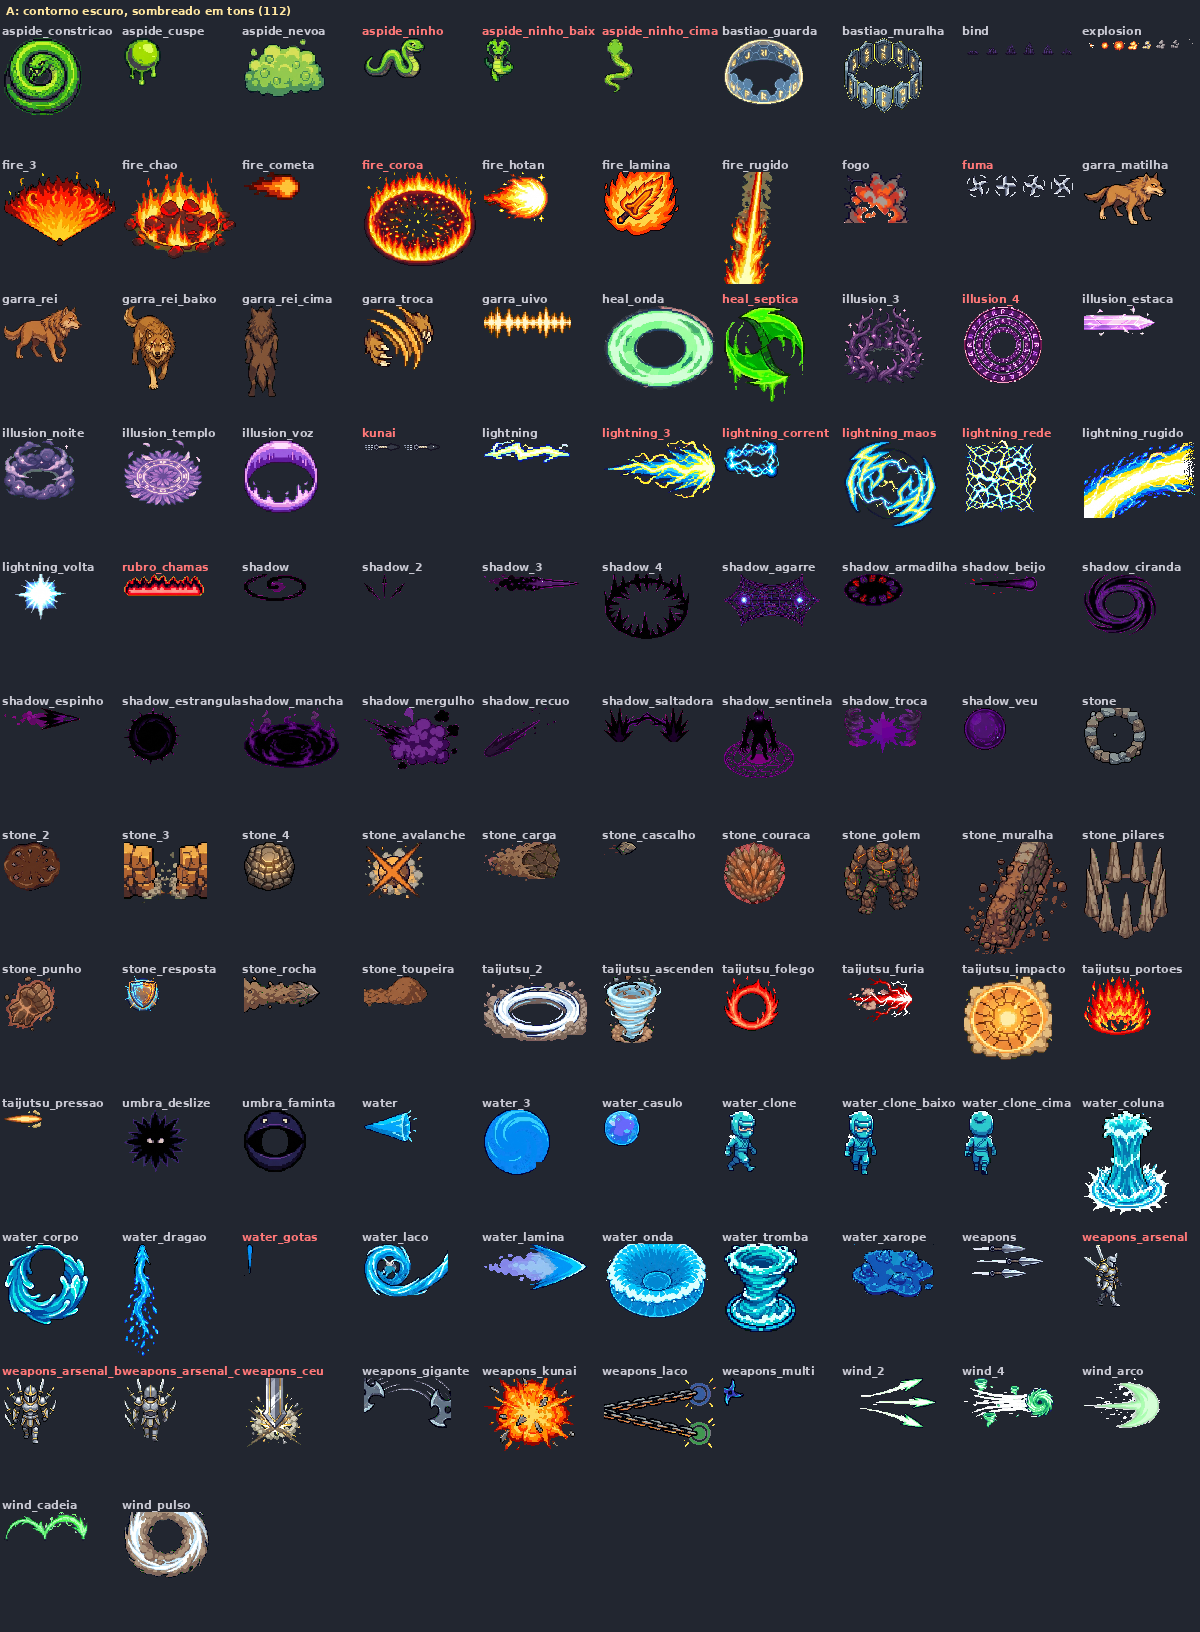 A: contorno escuro, sombreado em tons (112)
aspide_constricao aspide_cuspe aspide_nevoa aspide_ninho aspide_ninho_baix aspide_ninho_cima bastiao_guarda bastiao_muralha bind explosion
fire_3 fire_chao fire_cometa fire_coroa fire_hotan fire_lamina fire_rugido fogo fuma garra_matilha
garra_rei garra_rei_baixo garra_rei_cima garra_troca garra_uivo heal_onda heal_septica illusion_3 illusion_4 illusion_estaca
illusion_noite illusion_templo illusion_voz kunai lightning lightning_3 lightning_corrent lightning_maos lightning_rede lightning_rugido
lightning_volta rubro_chamas shadow shadow_2 shadow_3 shadow_4 shadow_agarre shadow_armadilha shadow_beijo shadow_ciranda
shadow_espinho shadow_estrangula shadow_mancha shadow_mergulho shadow_recuo shadow_saltadora shadow_sentinela shadow_troca shadow_veu stone
stone_2 stone_3 stone_4 stone_avalanche stone_carga stone_cascalho stone_couraca stone_golem stone_muralha stone_pilares
stone_punho stone_resposta stone_rocha stone_toupeira taijutsu_2 taijutsu_ascenden taijutsu_folego taijutsu_furia taijutsu_impacto taijutsu_portoes
taijutsu_pressao umbra_deslize umbra_faminta water water_3 water_casulo water_clone water_clone_baixo water_clone_cima water_coluna
water_corpo water_dragao water_gotas water_laco water_lamina water_onda water_tromba water_xarope weapons weapons_arsenal
weapons_arsenal_b weapons_arsenal_c weapons_ceu weapons_gigante weapons_kunai weapons_laco weapons_multi wind_2 wind_4 wind_arco
wind_cadeia wind_pulso